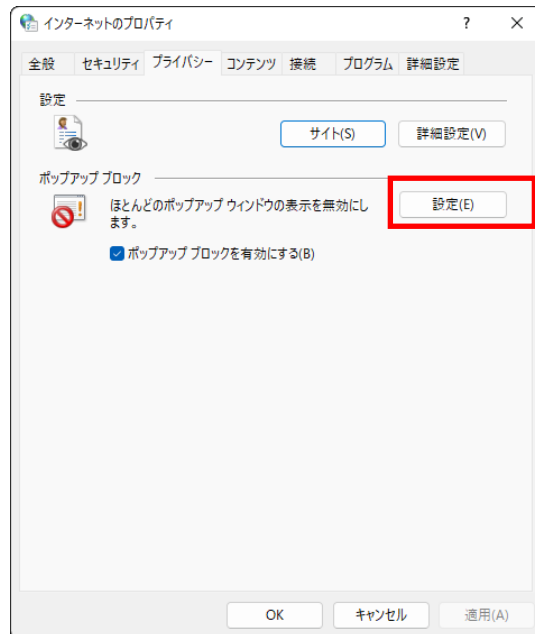 インターネットのプロパティ ? ×
全般 セキュリティ プライバシー コンテンツ 接続 プログラム 詳細設定
設定
サイト(S) 詳細設定(V)
ポップアップ ブロック
ほとんどのポップアップ ウィンドウの表示を無効にし
ます。
設定(E)
ポップアップ ブロックを有効にする(B)
OK キャンセル 適用(A)